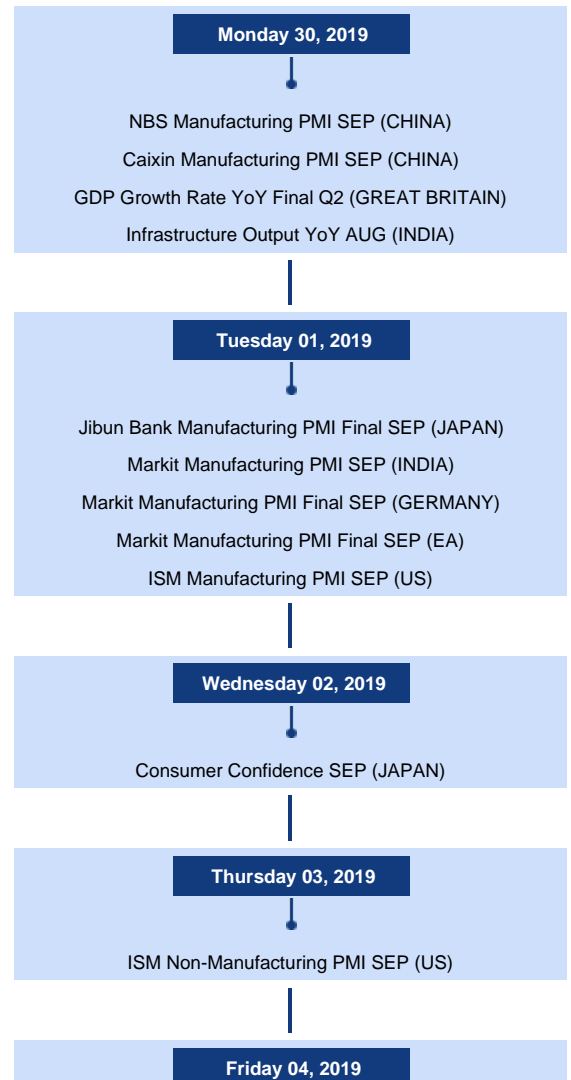 Monday 30, 2019
NBS Manufacturing PMI SEP (CHINA)
Caixin Manufacturing PMI SEP (CHINA)
GDP Growth Rate YoY Final Q2 (GREAT BRITAIN)
Infrastructure Output YoY AUG (INDIA)
Tuesday 01, 2019
Jibun Bank Manufacturing PMI Final SEP (JAPAN)
Markit Manufacturing PMI SEP (INDIA)
Markit Manufacturing PMI Final SEP (GERMANY)
Markit Manufacturing PMI Final SEP (EA)
ISM Manufacturing PMI SEP (US)
Wednesday 02, 2019
Consumer Confidence SEP (JAPAN)
Thursday 03, 2019
ISM Non-Manufacturing PMI SEP (US)
Friday 04, 2019